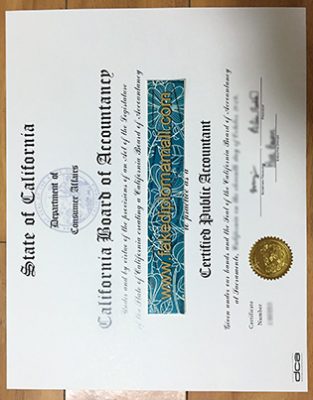 State of California
Department of
Consumer Affairs
California Board of Accountancy
Under and by virtue of the provisions of an Act of the Legislature
of the State of California creating a California Board of Accountancy
www.fakediplomamall.com
to practice as a
Certified Public Accountant
Given under our hands and the Seal of the California Board of Accountancy
at Sacramento,
Certificate
Number
dca